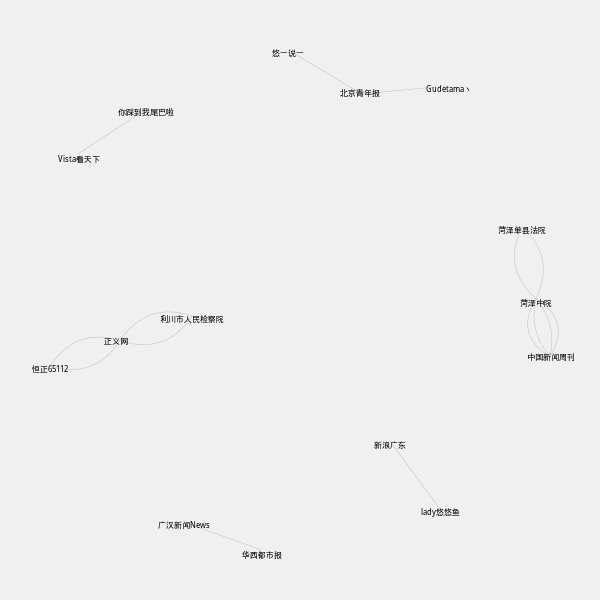 悠一说一
北京青年报
Gudetama丶
你踩到我尾巴啦
Vista看天下
菏泽单县法院
菏泽中院
中国新闻周刊
利川市人民检察院
正义网
恒正65112
新浪广东
lady悠悠鱼
广汉新闻News
华西都市报